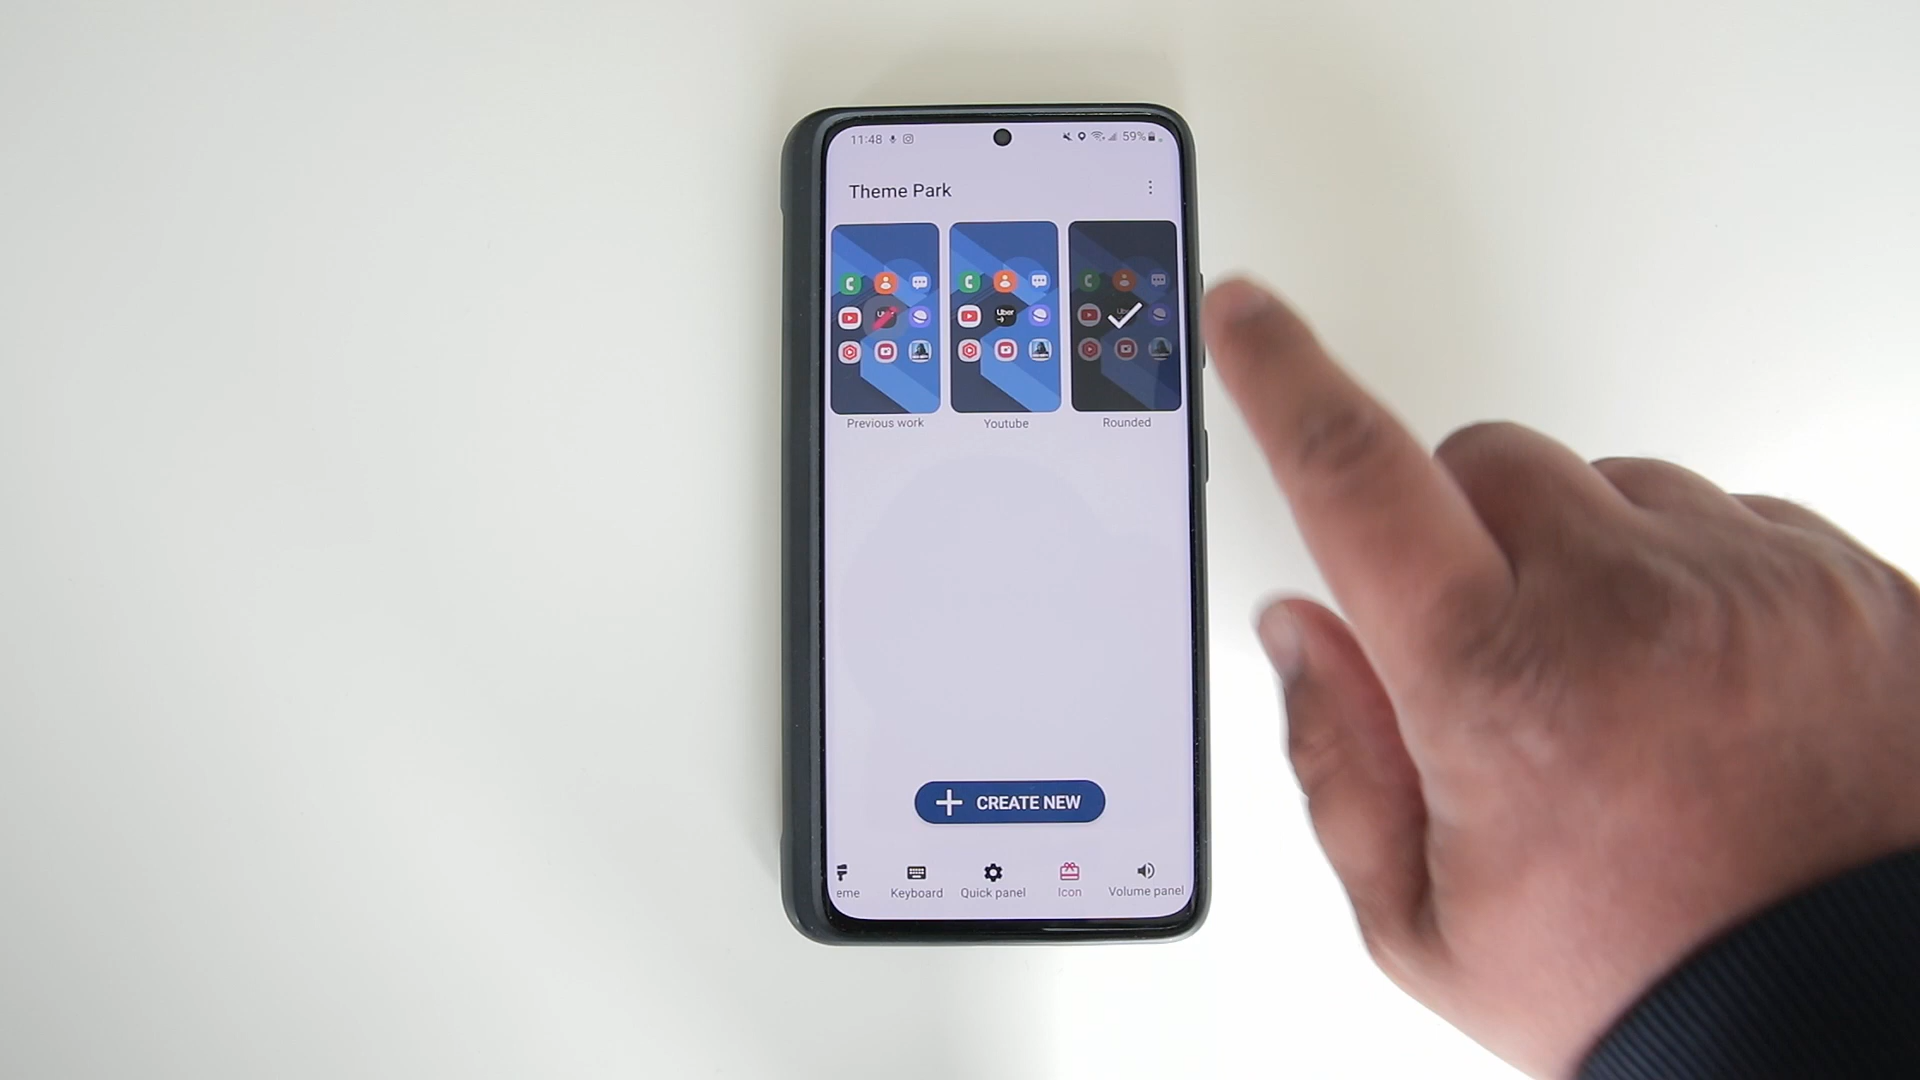 11:48 59%
Theme Park
Uber
Previous work Youtube Rounded
CREATE NEW
eme Keyboard Quick panel Icon Volume panel